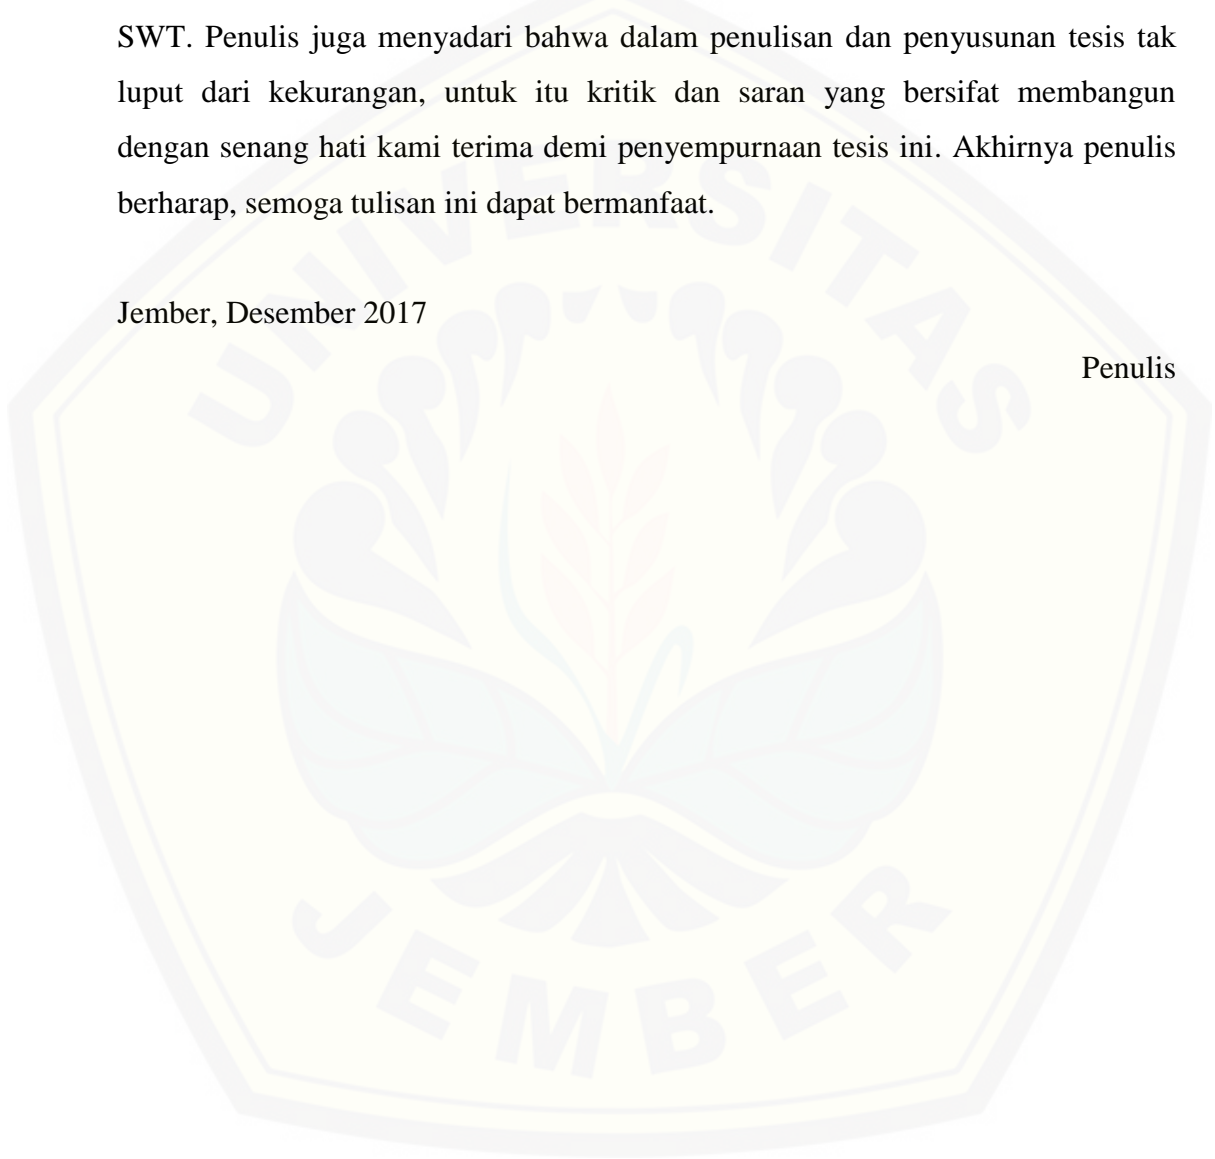 SWT. Penulis juga menyadari bahwa dalam penulisan dan penyusunan tesis tak
luput dari kekurangan, untuk itu kritik dan saran yang bersifat membangun
dengan senang hati kami terima demi penyempurnaan tesis ini. Akhirnya penulis
berharap, semoga tulisan ini dapat bermanfaat.
Jember, Desember 2017
Penulis
UNIVERSITAS
JEMBER